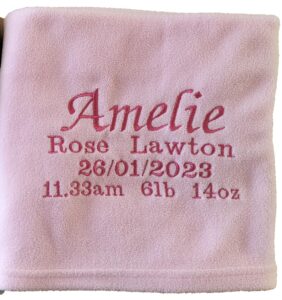 Amelie
Rose Lawton
26/01/2023
11.33am 6lb 14oz